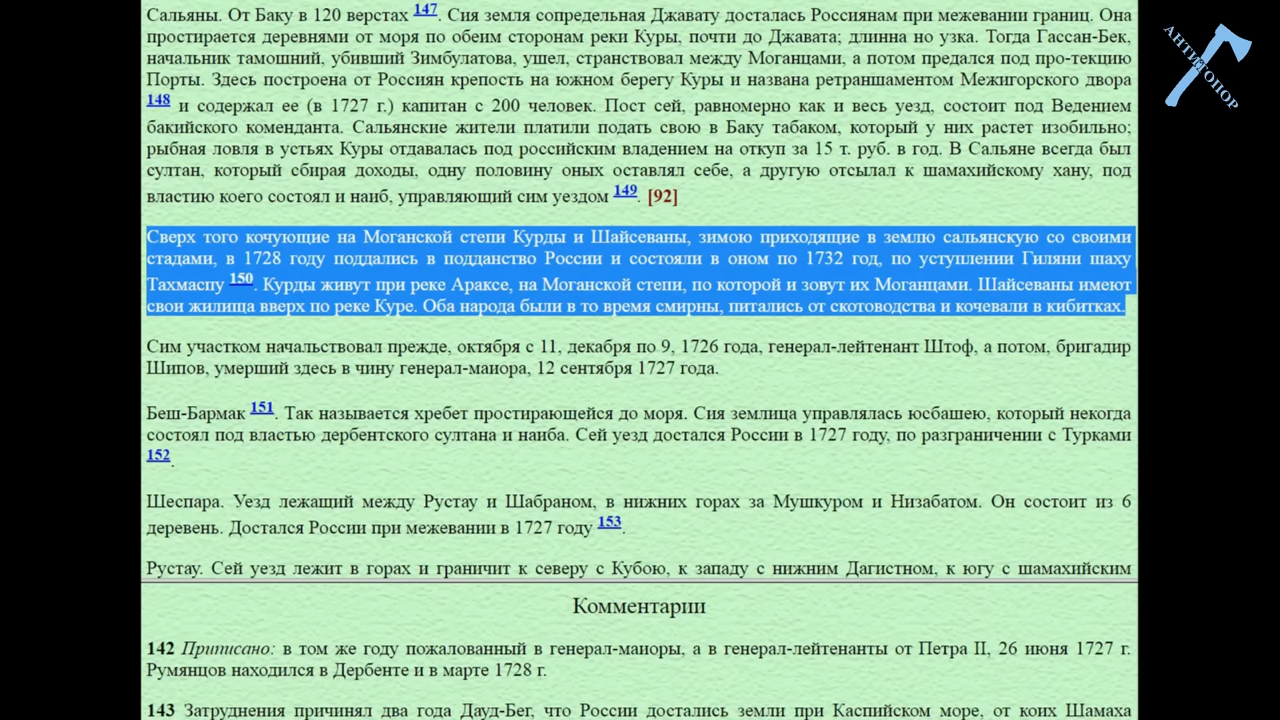 Сальяны. От Баку в 120 верстах 147. Сия земля сопредельная Джавату досталась Россиянам при межевании границ. Она
простирается деревнями от моря по обеим сторонам реки Куры, почти до Джавата; длинна но узка. Тогда Гассан-Бек,
начальник тамошний, убивший Зимбулатова, ушел, странствовал между Моганцами, а потом предался под про-текцию
Порты. Здесь построена от Россиян крепость на южном берегу Куры и названа ретраншаментом Межигорского двора
148 и содержал ее (в 1727 г.) капитан с 200 человек. Пост сей, равномерно как и весь уезд, состоит под Ведением
бакийского коменданта. Сальянские жители платили подать свою в Баку табаком, который у них растет изобильно;
рыбная ловля в устьях Куры отдавалась под российским владением на откуп за 15 т. руб. в год. В Сальяне всегда был
султан, который сбирая доходы, одну половину оных оставлял себе, а другую отсылал к шамахийскому хану, под
властию коего состоял и наиб, управляющий сим уездом 149. [92]
Сверх того кочующие на Моганской степи Курды и Шайсеваны, зимою приходящие в землю сальянскую со своими
стадами, в 1728 году поддались в подданство России и состояли в оном по 1732 год, по уступлении Гиляни шаху
Тахмаспу 150. Курды живут при реке Араксе, на Моганской степи, по которой и зовут их Моганцами. Шайсеваны имеют
свои жилища вверх по реке Куре. Оба народа были в то время смирны, питались от скотоводства и кочевали в кибитках.
Сим участком начальствовал прежде, октября с 11, декабря по 9, 1726 года, генерал-лейтенант Штоф, а потом, бригадир
Шипов, умерший здесь в чину генерал-маиора, 12 сентября 1727 года.
Беш-Бармак 151. Так называется хребет простирающейся до моря. Сия землица управлялась юсбашею, который некогда
состоял под властью дербентского султана и наиба. Сей уезд достался России в 1727 году, по разграничении с Турками
152.
Шеспара. Уезд лежащий между Рустау и Шабраном, в нижних горах за Мушкуром и Низабатом. Он состоит из 6
деревень. Достался России при межевании в 1727 году 153.
Рустау. Сей уезд лежит в горах и граничит к северу с Кубою, к западу с нижним Дагистном, к югу с шамахийским
Комментарии
142 Приписано: в том же году пожалованный в генерал-маиоры, а в генерал-лейтенанты от Петра II, 26 июня 1727 г.
Румянцов находился в Дербенте и в марте 1728 г.
143 Затруднения причинял два года Дауд-Бег, что России достались земли при Каспийском море, от коих Шамаха
АНТИТОПОР